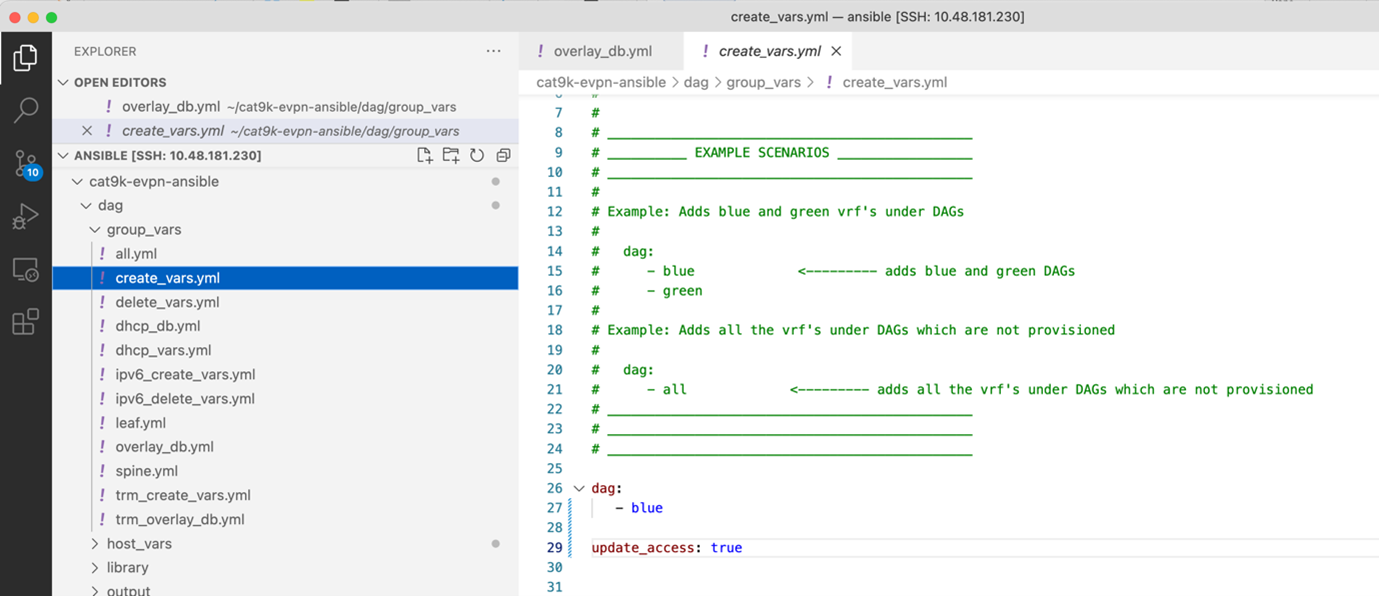 create_vars.yml — ansible [SSH: 10.48.181.230]
EXPLORER
...
OPEN EDITORS
! overlay_db.yml ~/cat9k-evpn-ansible/dag/group_vars
× ! create_vars.yml ~/cat9k-evpn-ansible/dag/group_vars
ANSIBLE [SSH: 10.48.181.230]
10
cat9k-evpn-ansible
dag
group_vars
! all.yml
! create_vars.yml
! delete_vars.yml
! dhcp_db.yml
! dhcp_vars.yml
! ipv6_create_vars.yml
! ipv6_delete_vars.yml
! leaf.yml
! overlay_db.yml
! spine.yml
! trm_create_vars.yml
! trm_overlay_db.yml
> host_vars
> library
> output
! overlay_db.yml
! create_vars.yml ×
cat9k-evpn-ansible > dag > group_vars > ! create_vars.yml
7 #
8 # ______________________________________________
9 # __________ EXAMPLE SCENARIOS _________________
10 # ______________________________________________
11 #
12 # Example: Adds blue and green vrf's under DAGs
13 #
14 # dag:
15 # - blue <--------- adds blue and green DAGs
16 # - green
17 #
18 # Example: Adds all the vrf's under DAGs which are not provisioned
19 #
20 # dag:
21 # - all <--------- adds all the vrf's under DAGs which are not provisioned
22 # ______________________________________________
23 # ______________________________________________
24 # ______________________________________________
25
26 dag:
27 - blue
28
29 update_access: true
30
31